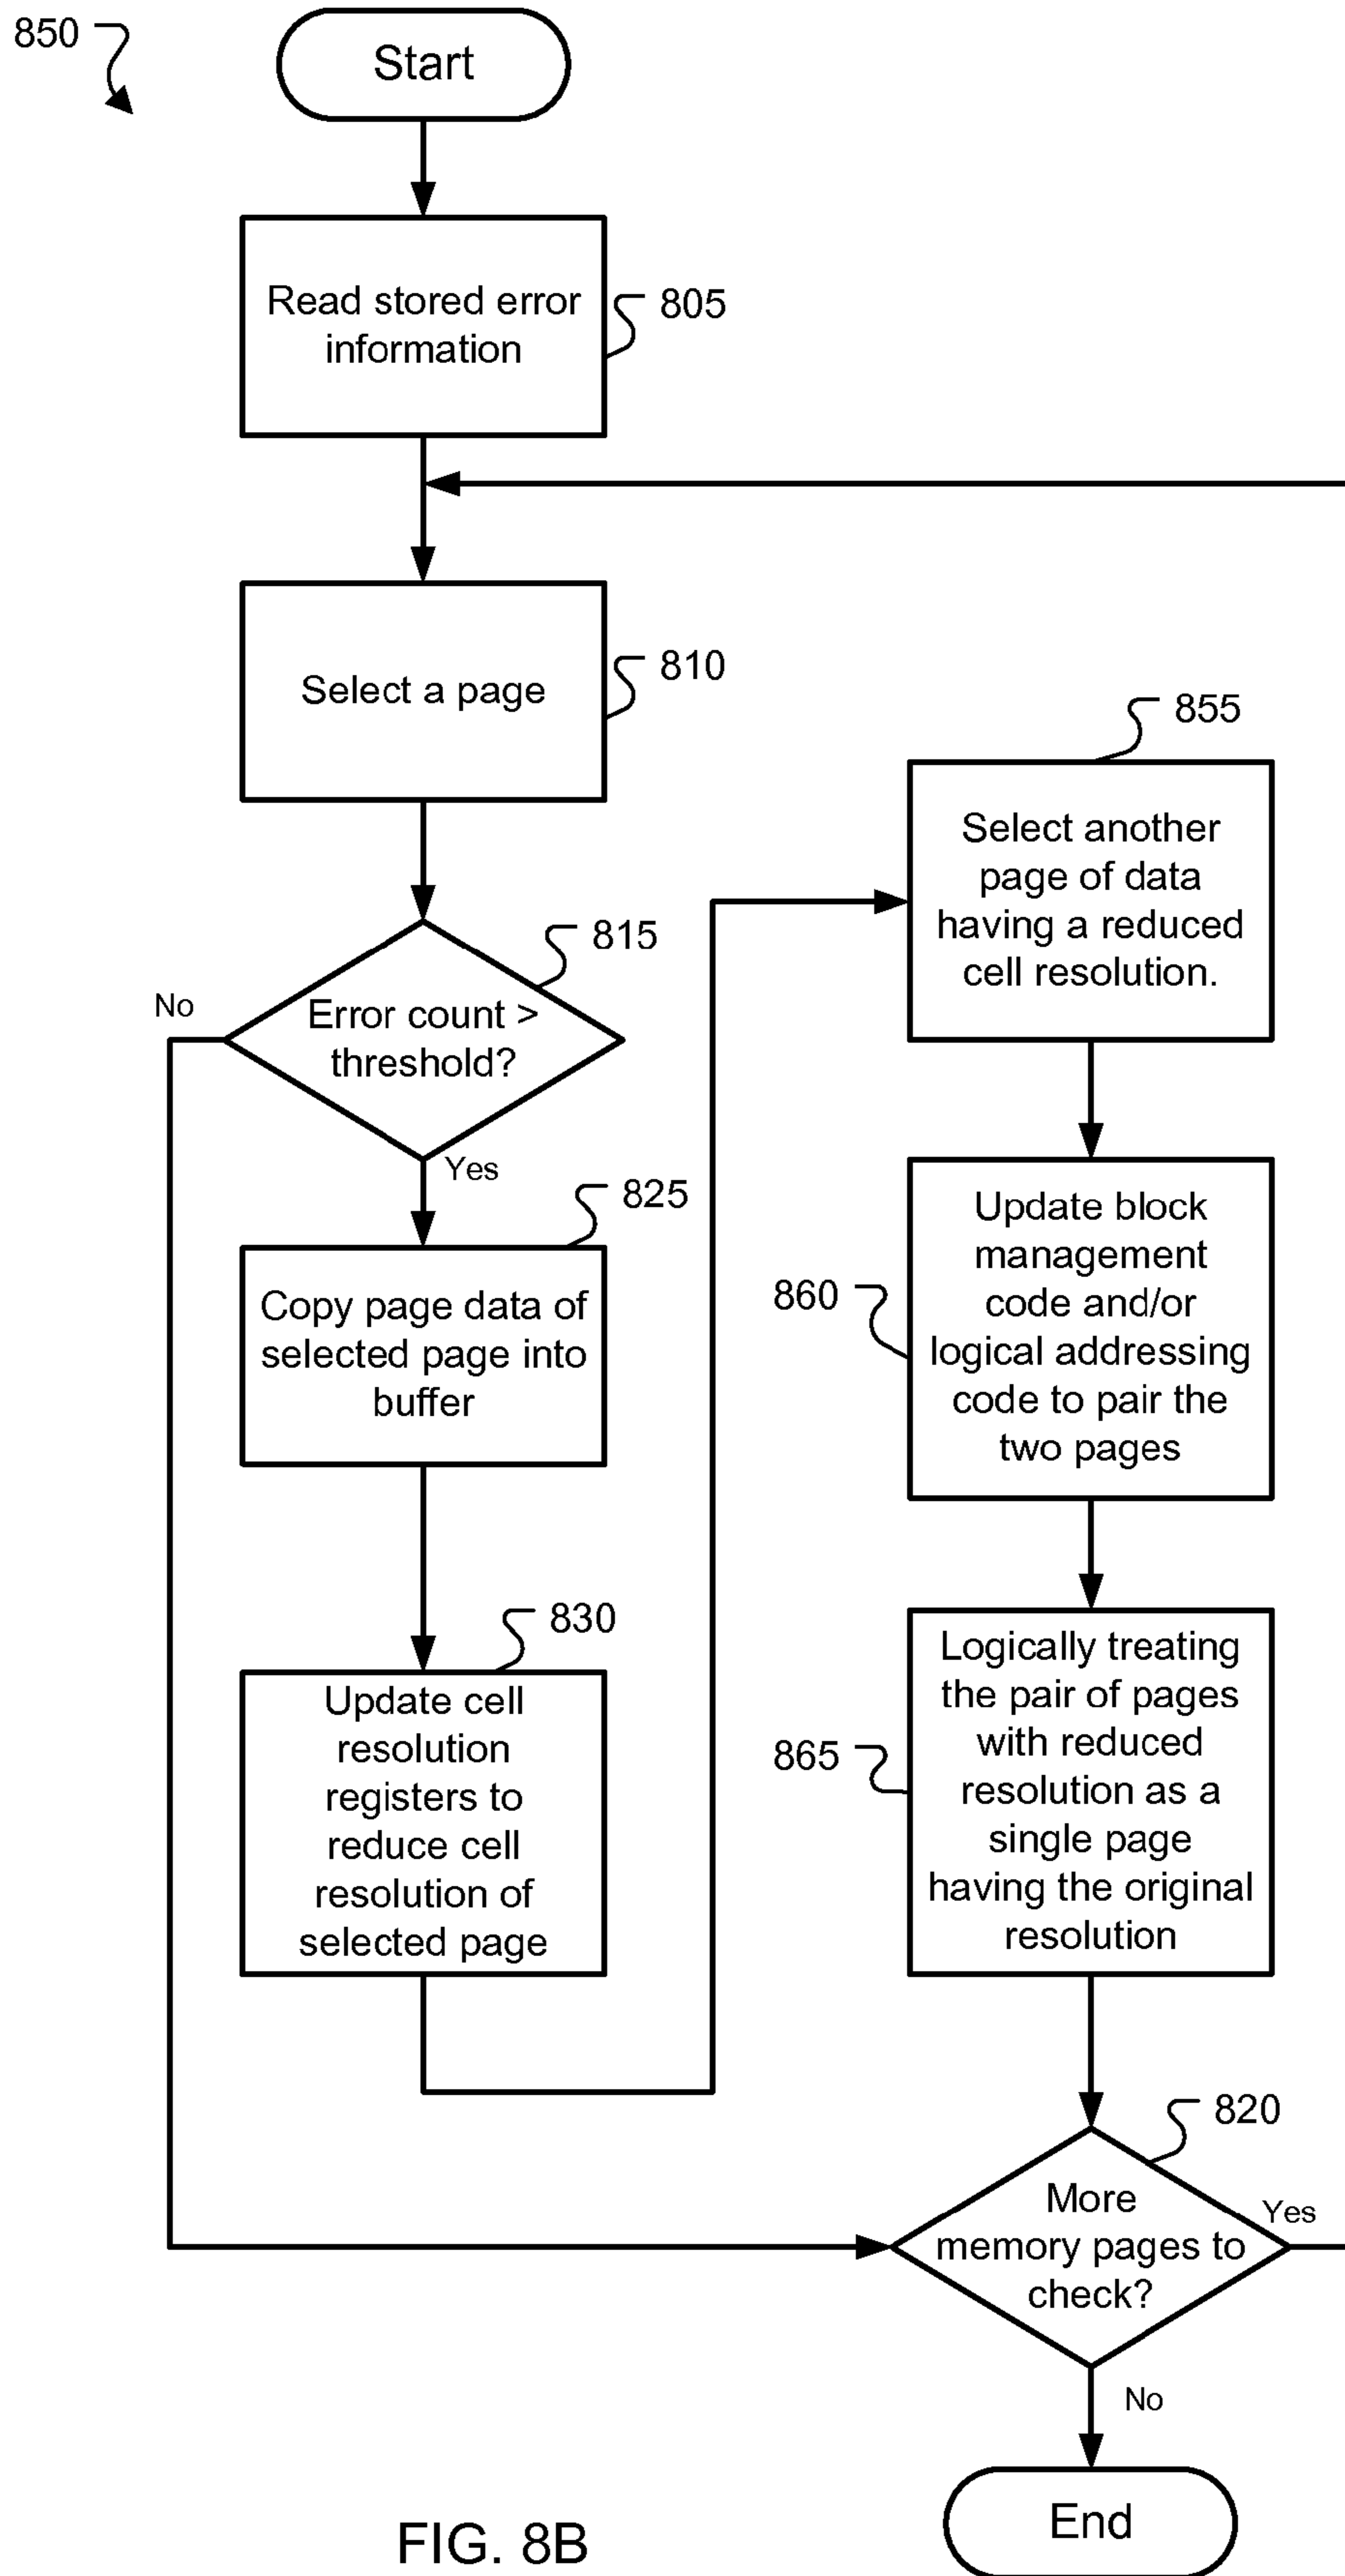 850
Start
Read stored error
information
805
Select a page
810
815
Error count >
threshold?
No
Yes
825
Copy page data of
selected page into
buffer
830
Update cell
resolution
registers to
reduce cell
resolution of
selected page
855
Select another
page of data
having a reduced
cell resolution.
860
Update block
management
code and/or
logical addressing
code to pair the
two pages
865
Logically treating
the pair of pages
with reduced
resolution as a
single page
having the original
resolution
820
More
memory pages to
check?
Yes
No
End
FIG. 8B